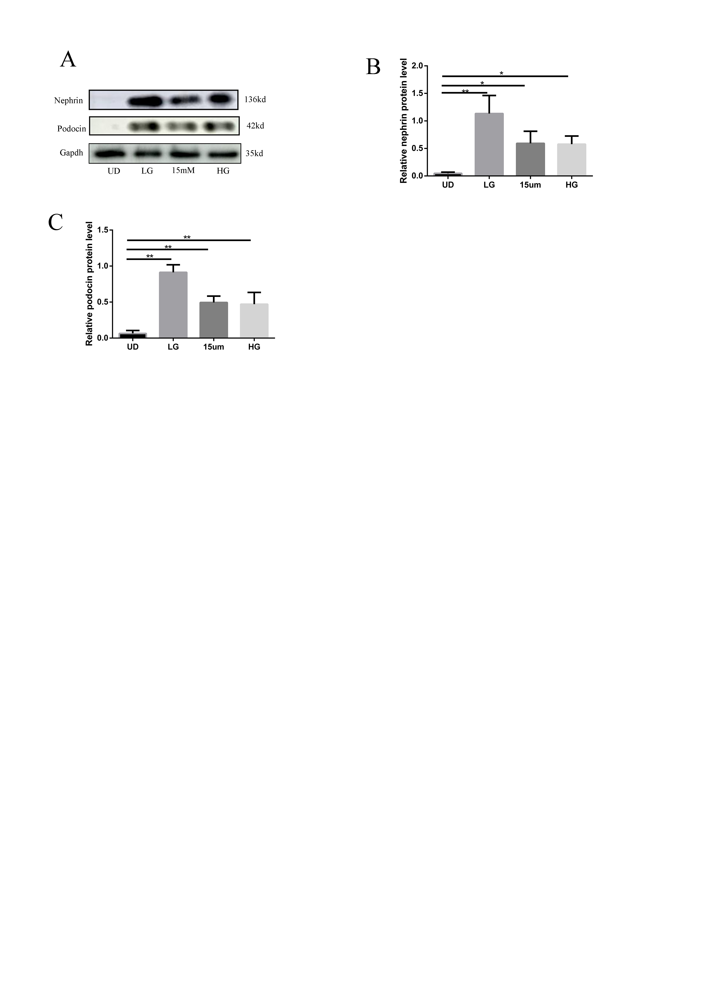 A
Nephrin 136kd
Podocin 42kd
Gapdh 35kd
UD LG 15mM HG
B
Relative nephrin protein level
2.0
1.5
1.0
0.5
0.0
*
*
**
UD LG 15um HG
C
Relative podocin protein level
1.5
1.0
0.5
0.0
**
**
**
UD LG 15um HG